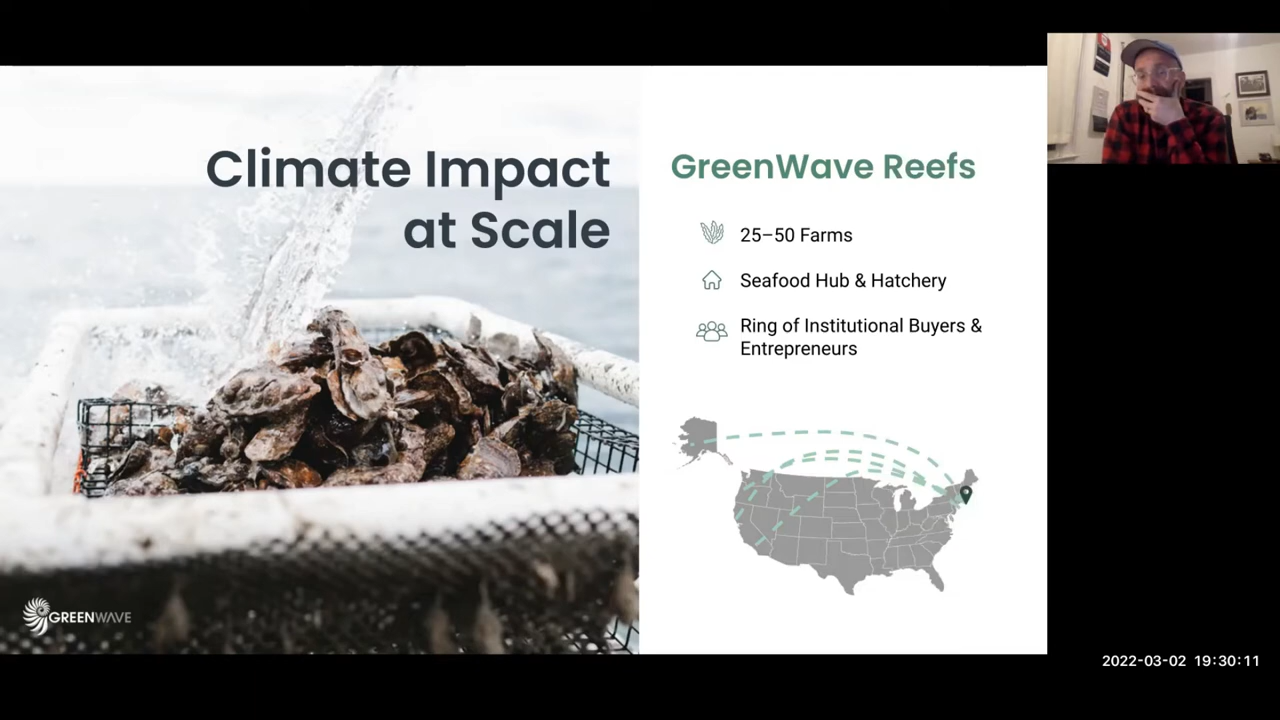 Climate Impact
at Scale
GreenWave Reefs
25–50 Farms
Seafood Hub & Hatchery
Ring of Institutional Buyers &
Entrepreneurs
GREENWAVE
2022-03-02 19:30:11